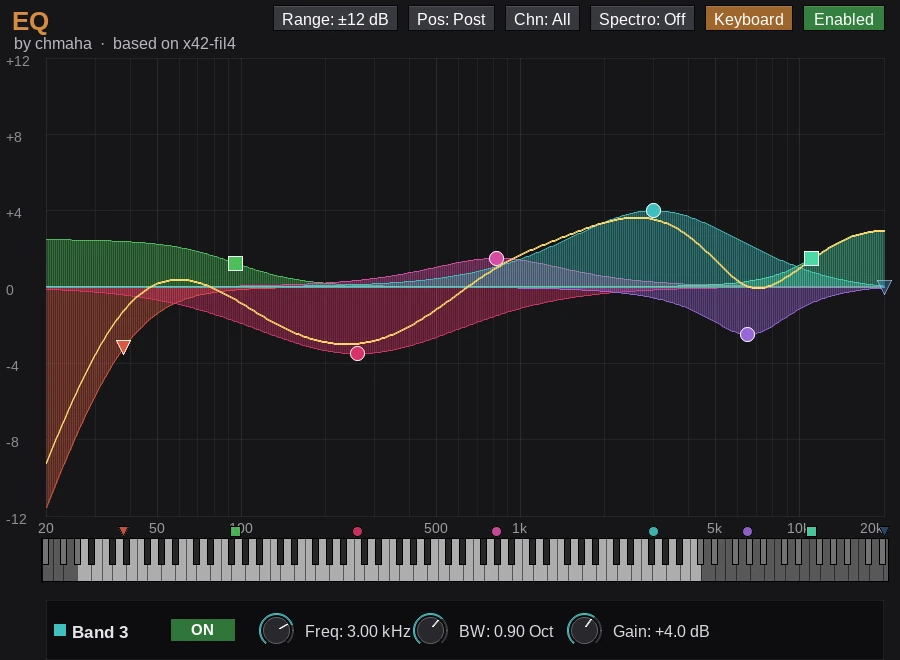 EQ
by chmaha · based on x42-fil4
Range: ±12 dB
Pos: Post
Chn: All
Spectro: Off
Keyboard
Enabled
+12
+8
+4
0
-4
-8
-12
20 50 100 500 1k 5k 10k 20k
Band 3 ON Freq: 3.00 kHz BW: 0.90 Oct Gain: +4.0 dB